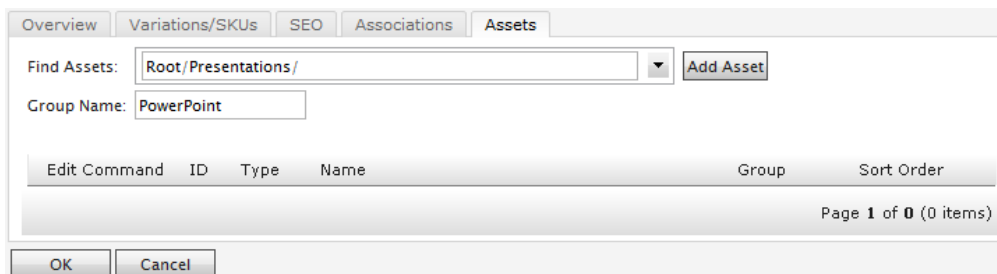 Overview Variations/SKUs SEO Associations Assets
Find Assets: Root/Presentations/ Add Asset
Group Name: PowerPoint
Edit Command ID Type Name Group Sort Order
Page 1 of 0 (0 items)
OK Cancel